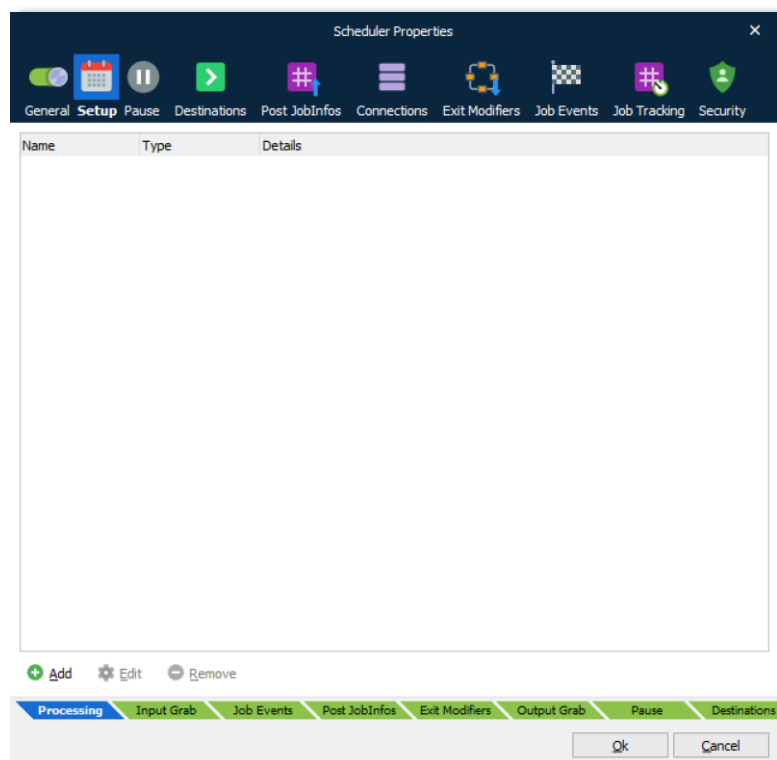 Scheduler Properties
General Setup Pause Destinations Post JobInfos Connections Exit Modifiers Job Events Job Tracking Security
Name Type Details
Add Edit Remove
Processing Input Grab Job Events Post JobInfos Exit Modifiers Output Grab Pause Destinations
Ok Cancel